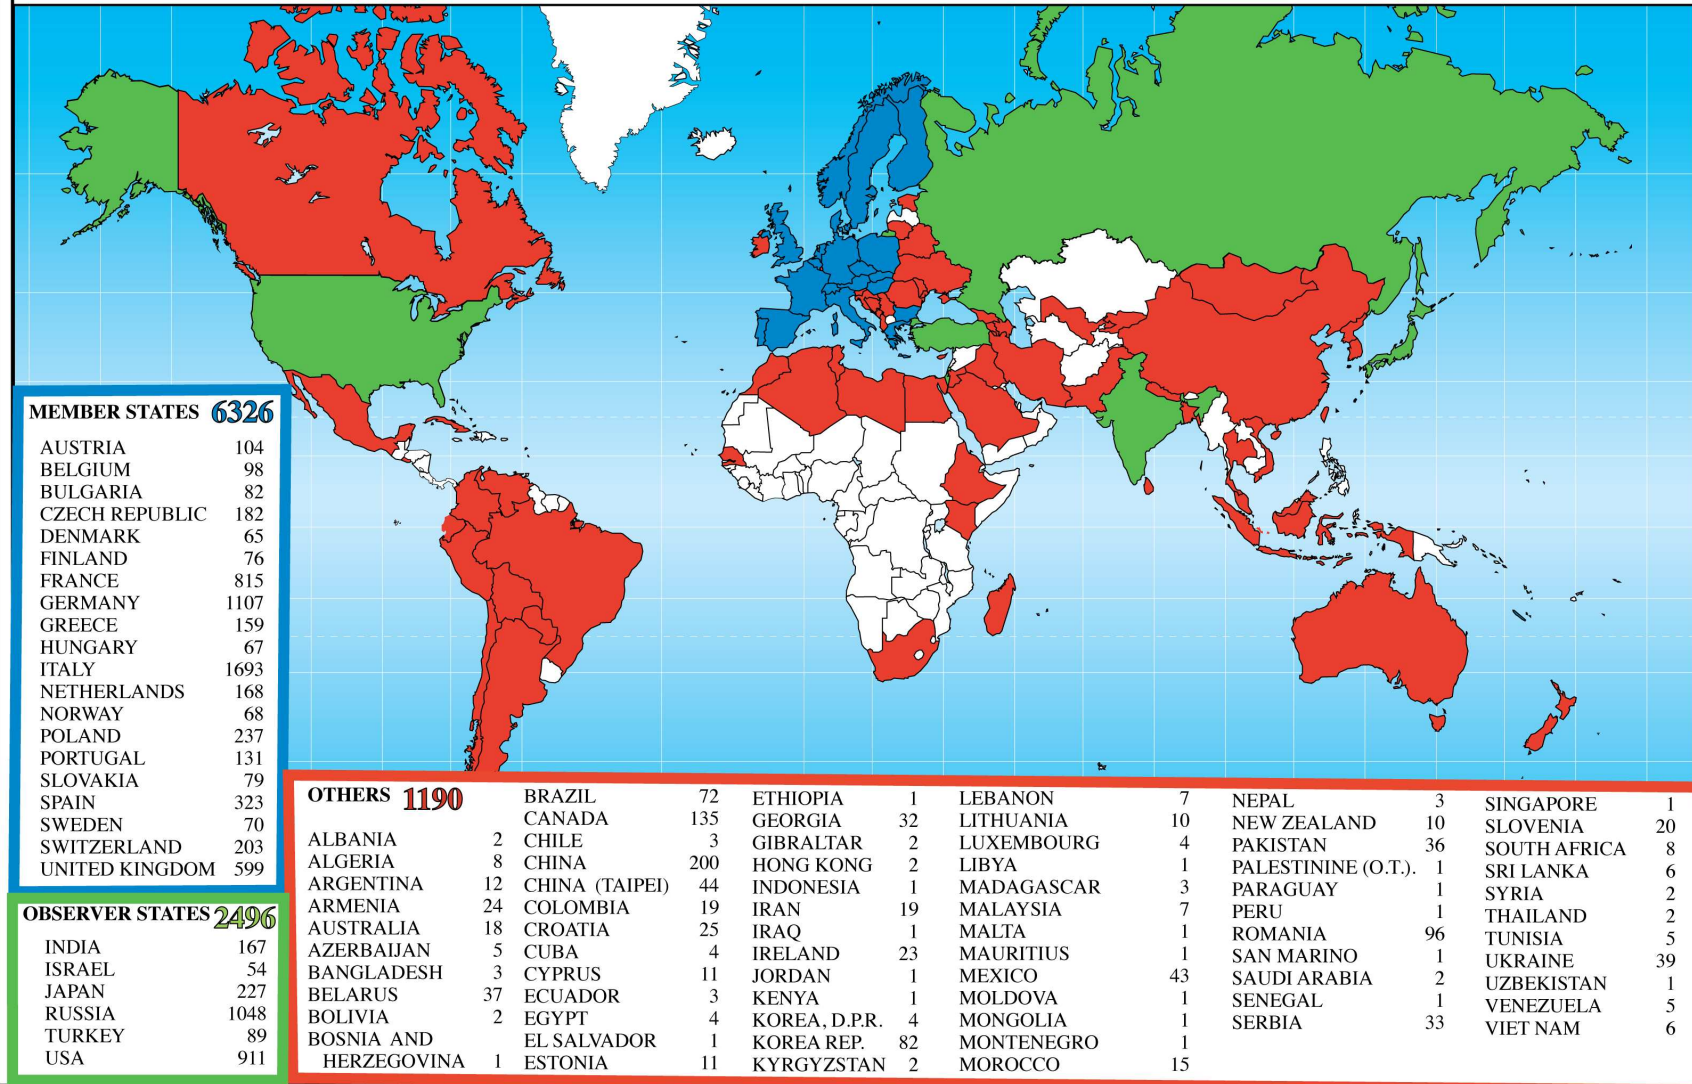 MEMBER STATES 6326
AUSTRIA 104
BELGIUM 98
BULGARIA 82
CZECH REPUBLIC 182
DENMARK 65
FINLAND 76
FRANCE 815
GERMANY 1107
GREECE 159
HUNGARY 67
ITALY 1693
NETHERLANDS 168
NORWAY 68
POLAND 237
PORTUGAL 131
SLOVAKIA 79
SPAIN 323
SWEDEN 70
SWITZERLAND 203
UNITED KINGDOM 599
OBSERVER STATES 2496
INDIA 167
ISRAEL 54
JAPAN 227
RUSSIA 1048
TURKEY 89
USA 911
OTHERS 1190
ALBANIA 2
ALGERIA 8
ARGENTINA 12
ARMENIA 24
AUSTRALIA 18
AZERBAIJAN 5
BANGLADESH 3
BELARUS 37
BOLIVIA 2
BOSNIA AND
HERZEGOVINA 1
BRAZIL 72
CANADA 135
CHILE 3
CHINA 200
CHINA (TAIPEI) 44
COLOMBIA 19
CROATIA 25
CUBA 4
CYPRUS 11
ECUADOR 3
EGYPT 4
EL SALVADOR 1
ESTONIA 11
ETHIOPIA 1
GEORGIA 32
GIBRALTAR 2
HONG KONG 2
INDONESIA 1
IRAN 19
IRAQ 1
IRELAND 23
JORDAN 1
KENYA 1
KOREA, D.P.R. 4
KOREA REP. 82
KYRGYZSTAN 2
LEBANON 7
LITHUANIA 10
LUXEMBOURG 4
LIBYA 1
MADAGASCAR 3
MALAYSIA 7
MALTA 1
MAURITIUS 1
MEXICO 43
MOLDOVA 1
MONGOLIA 1
MONTENEGRO 1
MOROCCO 15
NEPAL 3
NEW ZEALAND 10
PAKISTAN 36
PALESTININE (O.T.). 1
PARAGUAY 1
PERU 1
ROMANIA 96
SAN MARINO 1
SAUDI ARABIA 2
SENEGAL 1
SERBIA 33
SINGAPORE 1
SLOVENIA 20
SOUTH AFRICA 8
SRI LANKA 6
SYRIA 2
THAILAND 2
TUNISIA 5
UKRAINE 39
UZBEKISTAN 1
VENEZUELA 5
VIET NAM 6